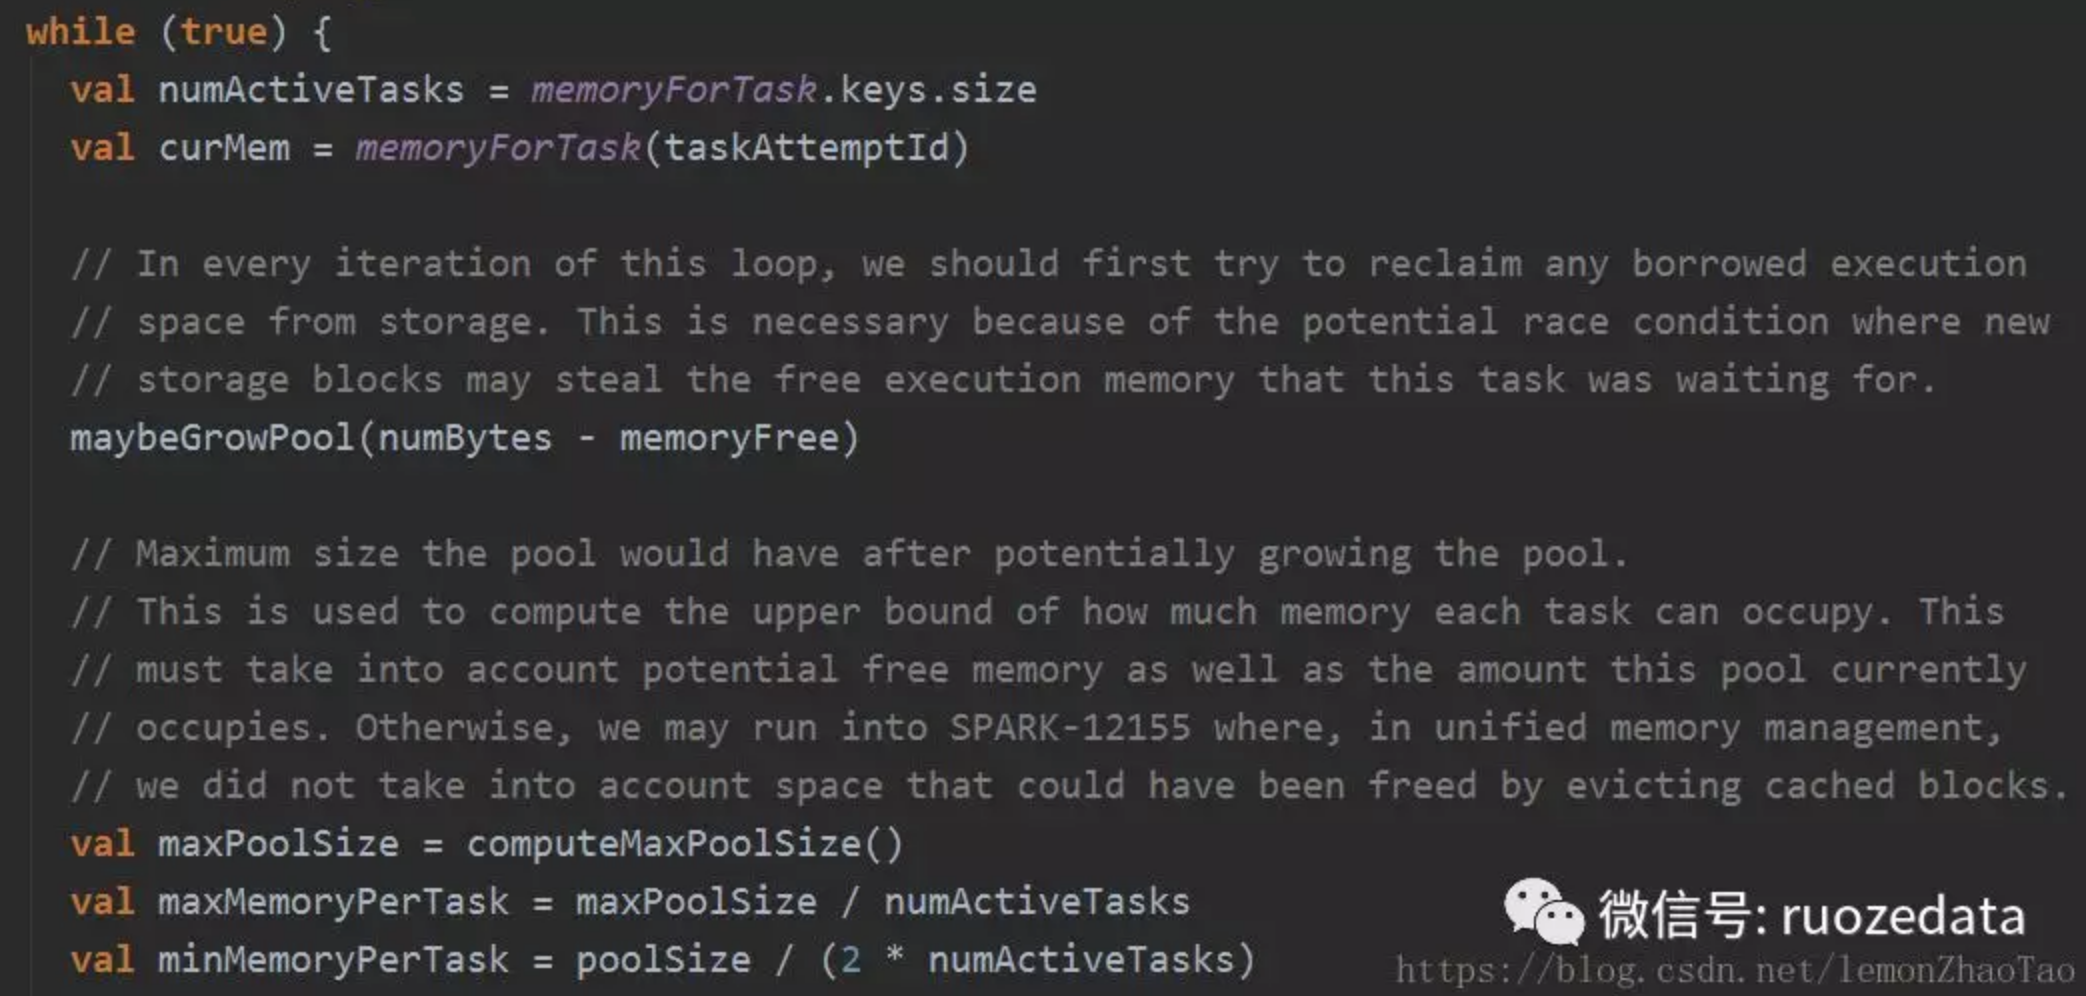 while (true) {
val numActiveTasks = memoryForTask.keys.size
val curMem = memoryForTask(taskAttemptId)
// In every iteration of this loop, we should first try to reclaim any borrowed execution
// space from storage. This is necessary because of the potential race condition where new
// storage blocks may steal the free execution memory that this task was waiting for.
maybeGrowPool(numBytes - memoryFree)
// Maximum size the pool would have after potentially growing the pool.
// This is used to compute the upper bound of how much memory each task can occupy. This
// must take into account potential free memory as well as the amount this pool currently
// occupies. Otherwise, we may run into SPARK-12155 where, in unified memory management,
// we did not take into account space that could have been freed by evicting cached blocks.
val maxPoolSize = computeMaxPoolSize()
val maxMemoryPerTask = maxPoolSize / numActiveTasks
val minMemoryPerTask = poolSize / (2 * numActiveTasks)
微信号: ruozedata
https://blog.csdn.net/lemonZhaoTao